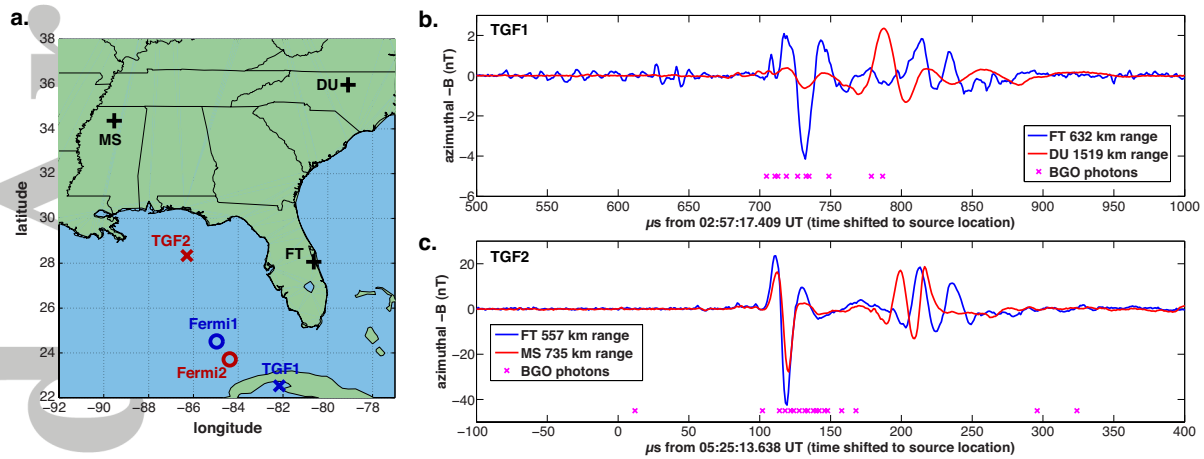 a.
38
36
34
32
30
28
26
24
22
-92
-90
-88
-86
-84
-82
-80
-78
latitude
longitude
DU
MS
TGF2
FT
Fermi1
Fermi2
TGF1
b.
TGF1
2
0
-2
-4
-6
azimuthal –B (nT)
FT 632 km range
DU 1519 km range
BGO photons
500
550
600
650
700
750
800
850
900
950
1000
µs from 02:57:17.409 UT (time shifted to source location)
c.
TGF2
20
0
-20
-40
azimuthal –B (nT)
FT 557 km range
MS 735 km range
BGO photons
-100
-50
0
50
100
150
200
250
300
350
400
µs from 05:25:13.638 UT (time shifted to source location)